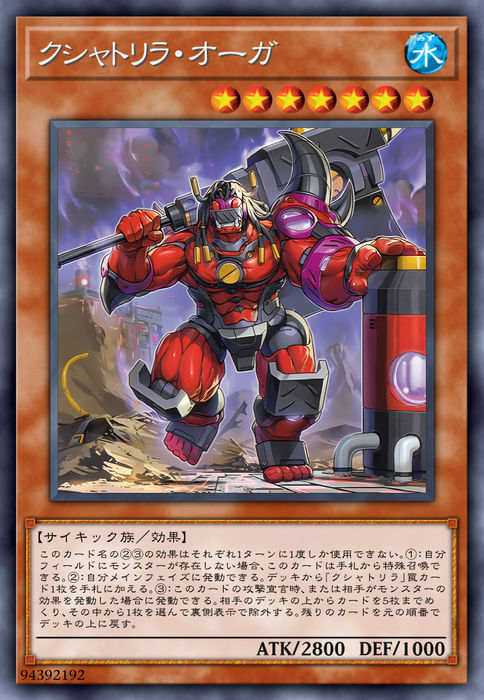 クシャトリラ・オーガ
みず
水
【サイキック族/効果】
このカード名の②③の効果はそれぞれ1ターンに1度しか使用できない。①:自分
フィールドにモンスターが存在しない場合、このカードは手札から特殊召喚で
きる。②:自分メインフェイズに発動できる。デッキから「クシャトリラ」罠カー
ド1枚を手札に加える。③:このカードの攻撃宣言時、または相手がモンスターの
効果を発動した場合に発動できる。相手のデッキの上からカードを5枚までめ
くり、その中から1枚を選んで裏側表示で除外する。残りのカードを元の順番で
デッキの上に戻す。
ATK/2800 DEF/1000
94392192